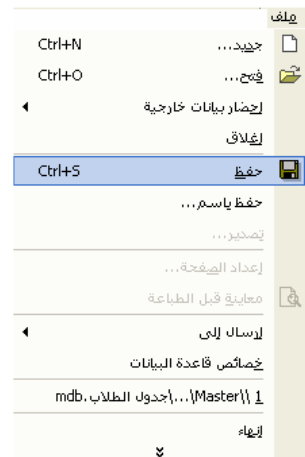 ملف
جديد... Ctrl+N
فتح... Ctrl+O
إحضار بيانات خارجية
إغلاق
حفظ Ctrl+S
حفظ باسم...
تصدير...
إعداد الصفحة...
معاينة قبل الطباعة
إرسال إلى
خصائص قاعدة البيانات
1 \\Master\...\جدول الطلاب.mdb
إنهاء